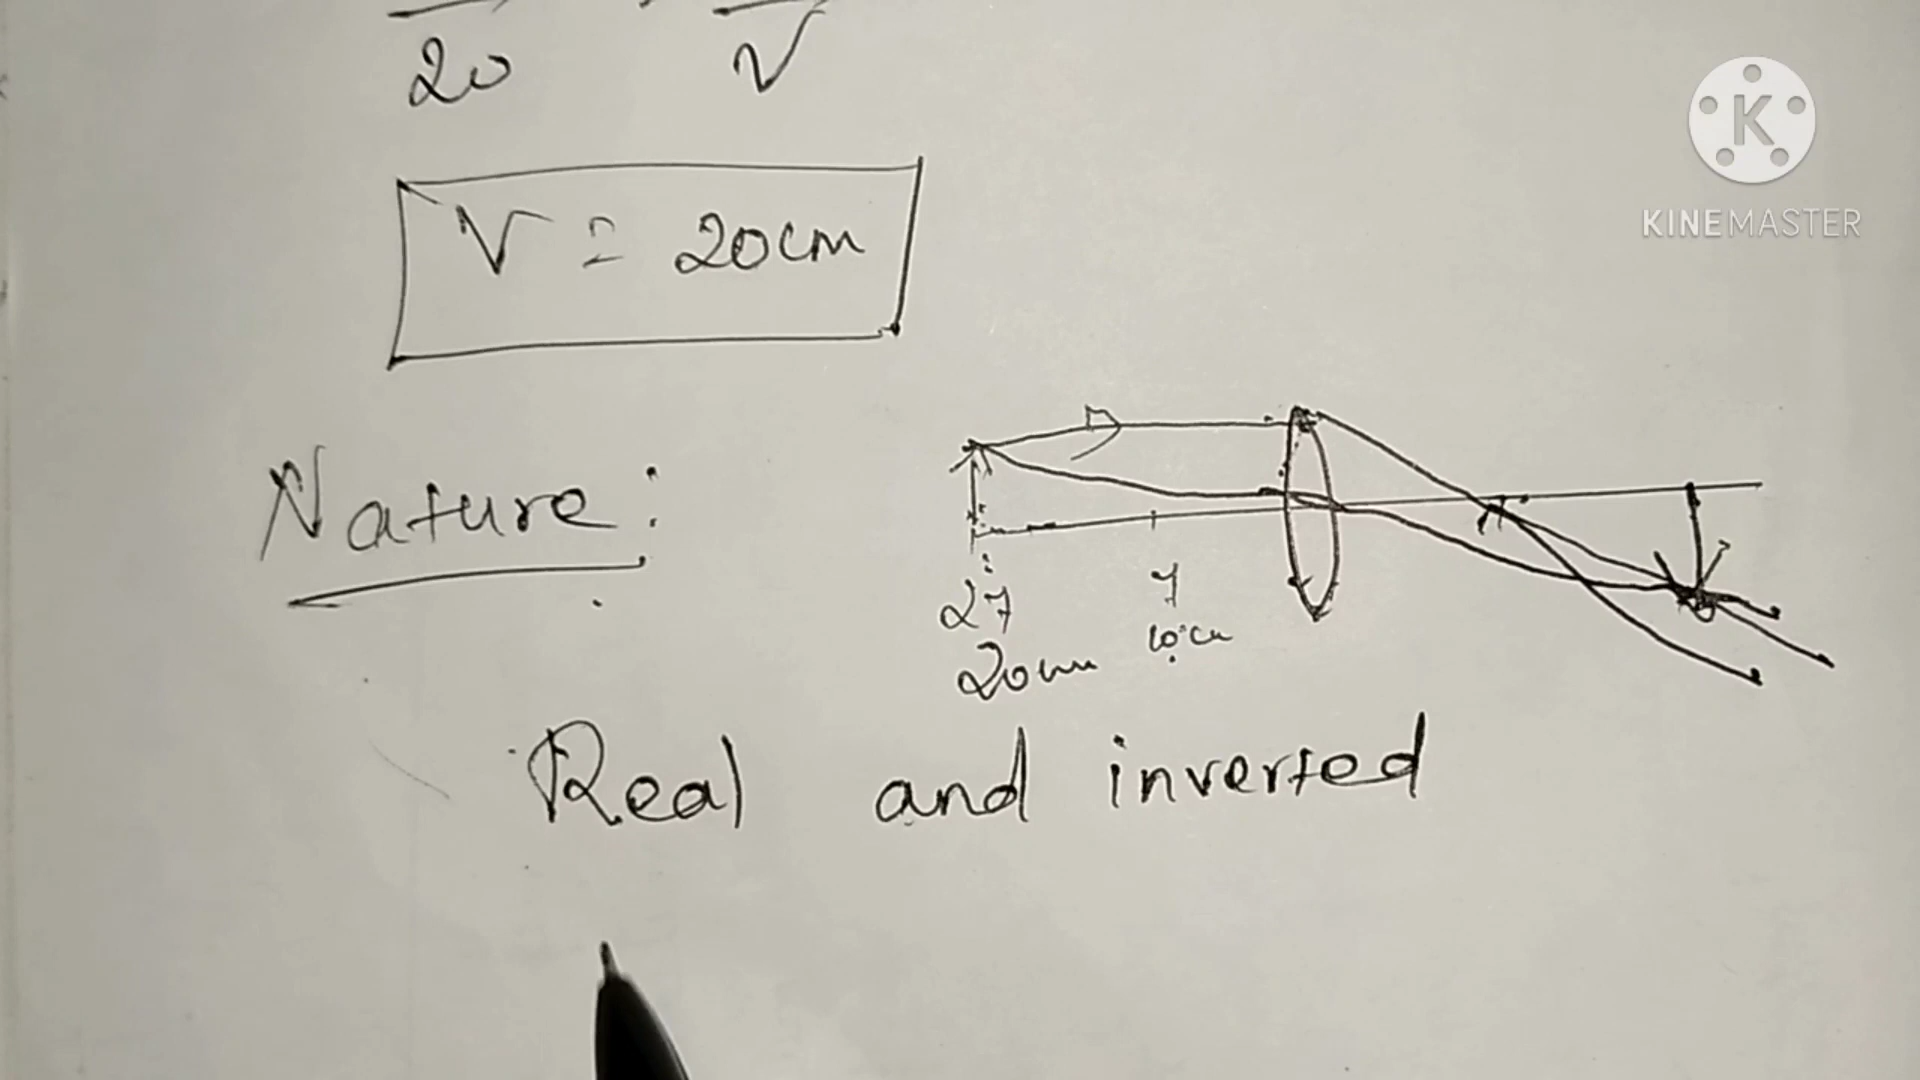 20 V
V = 20cm
K
KINEMASTER
Nature:
2f
20cm
f
10cm
Real and inverted